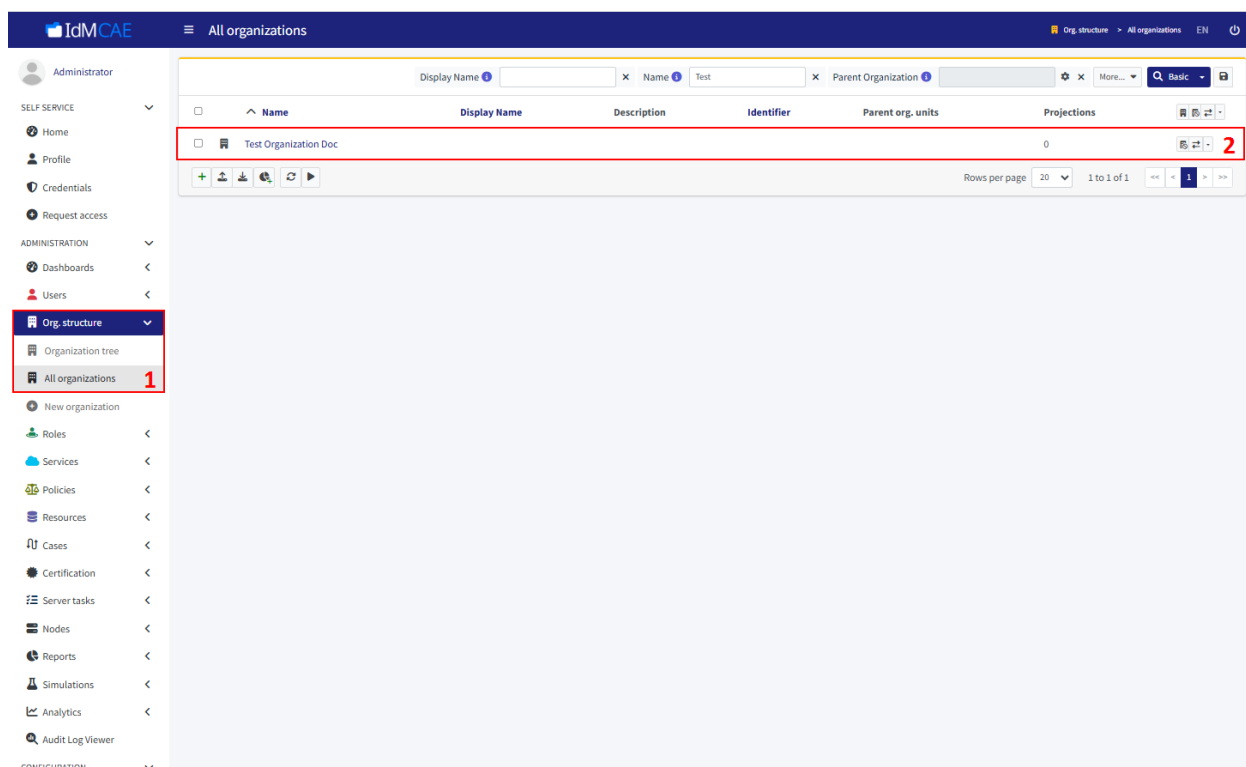 IdMCAE
All organizations
Org. structure > All organizations EN
Administrator
Display Name
Name Test
Parent Organization
More...
Basic
SELF SERVICE
Home
Profile
Credentials
Request access
ADMINISTRATION
Dashboards
Users
Org. structure
Organization tree
All organizations 1
New organization
Roles
Services
Policies
Resources
Cases
Certification
Server tasks
Nodes
Reports
Simulations
Analytics
Audit Log Viewer
CONFIGURATION
Name Display Name Description Identifier Parent org. units Projections
Test Organization Doc 0 2
Rows per page 20 1 to 1 of 1 << < 1 > >>